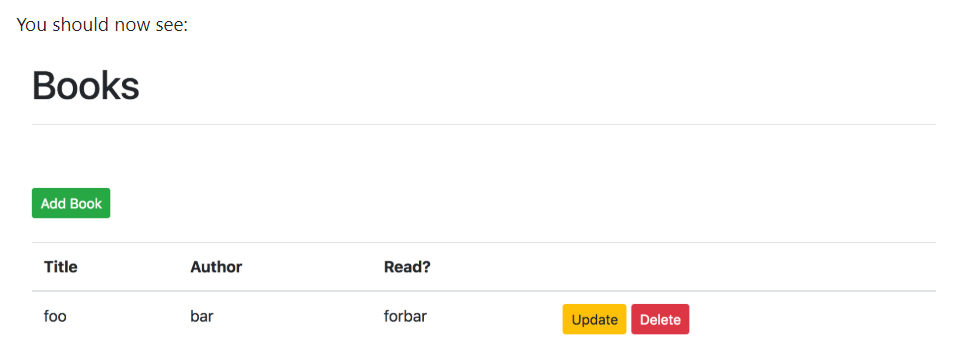 You should now see:
Books
Add Book
Title Author Read?
foo bar forbar Update Delete